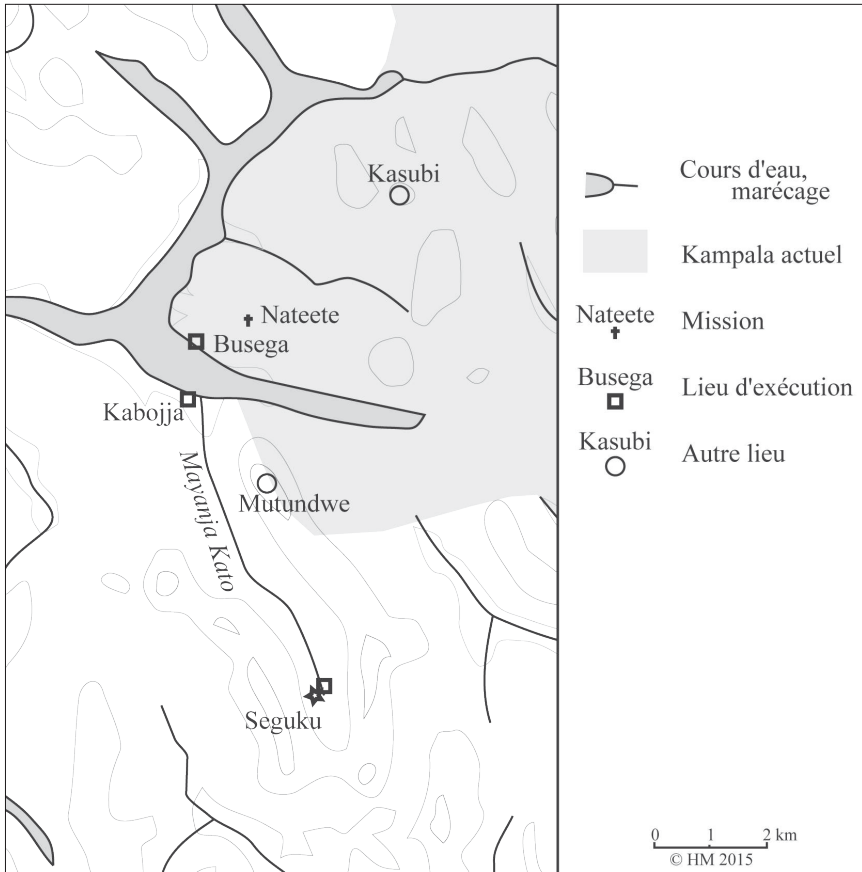 Kasubi
Nateete
Busega
Kabojja
Mayanja Kato
Mutundwe
Seguku
Cours d'eau,
marécage
Kampala actuel
Nateete
Mission
Busega
Lieu d'exécution
Kasubi
Autre lieu
0 1 2 km
© HM 2015